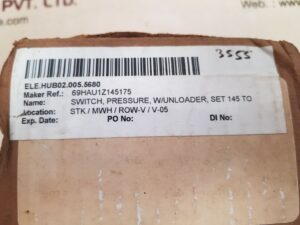 PVT. LTD.
Web. : www.
3555
ELE.HUB02.005.5680
Maker Ref.: 69HAU1Z145175
Name: SWITCH, PRESSURE, W/UNLOADER, SET 145 TO
Location: STK / MWH / ROW-V / V-05
Exp. Date: PO No: DI No: